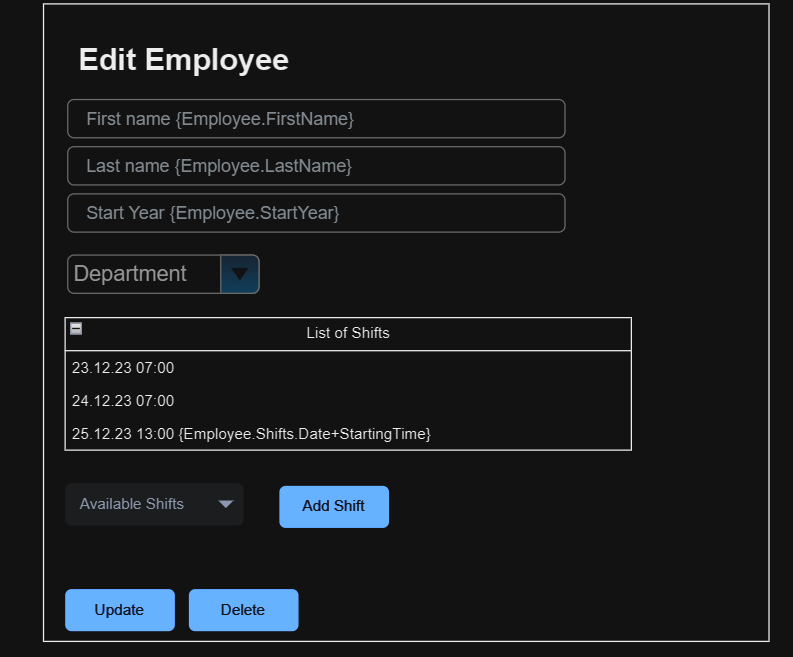 Edit Employee
First name {Employee.FirstName}
Last name {Employee.LastName}
Start Year {Employee.StartYear}
Department
List of Shifts
23.12.23 07:00
24.12.23 07:00
25.12.23 13:00 {Employee.Shifts.Date+StartingTime}
Available Shifts
Add Shift
Update
Delete